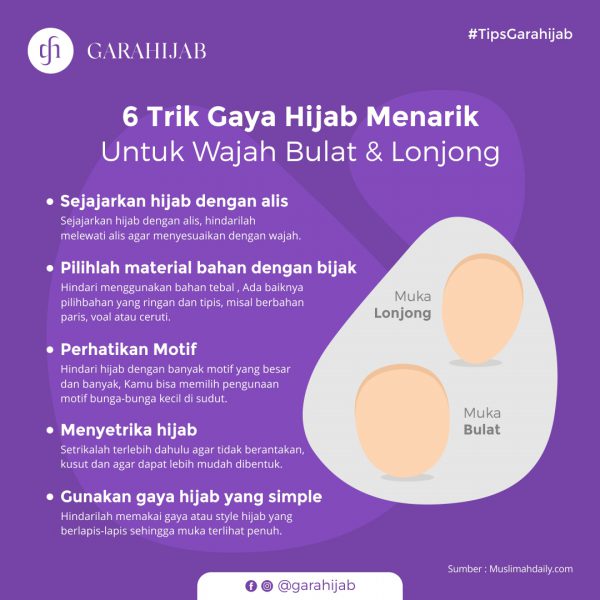 GARAHIJAB
#TipsGarahijab
6 Trik Gaya Hijab Menarik
Untuk Wajah Bulat & Lonjong
Sejajarkan hijab dengan alis
Sejajarkan hijab dengan alis, hindarilah
melewati alis agar menyesuaikan dengan wajah.
Pilihlah material bahan dengan bijak
Hindari menggunakan bahan tebal , Ada baiknya
pilihbahan yang ringan dan tipis, misal berbahan
paris, voal atau ceruti.
Perhatikan Motif
Hindari hijab dengan banyak motif yang besar
dan banyak, Kamu bisa memilih pengunaan
motif bunga-bunga kecil di sudut.
Menyetrika hijab
Setrikalah terlebih dahulu agar tidak berantakan,
kusut dan agar dapat lebih mudah dibentuk.
Gunakan gaya hijab yang simple
Hindarilah memakai gaya atau style hijab yang
berlapis-lapis sehingga muka terlihat penuh.
Muka
Lonjong
Muka
Bulat
Sumber : Muslimahdaily.com
@garahijab